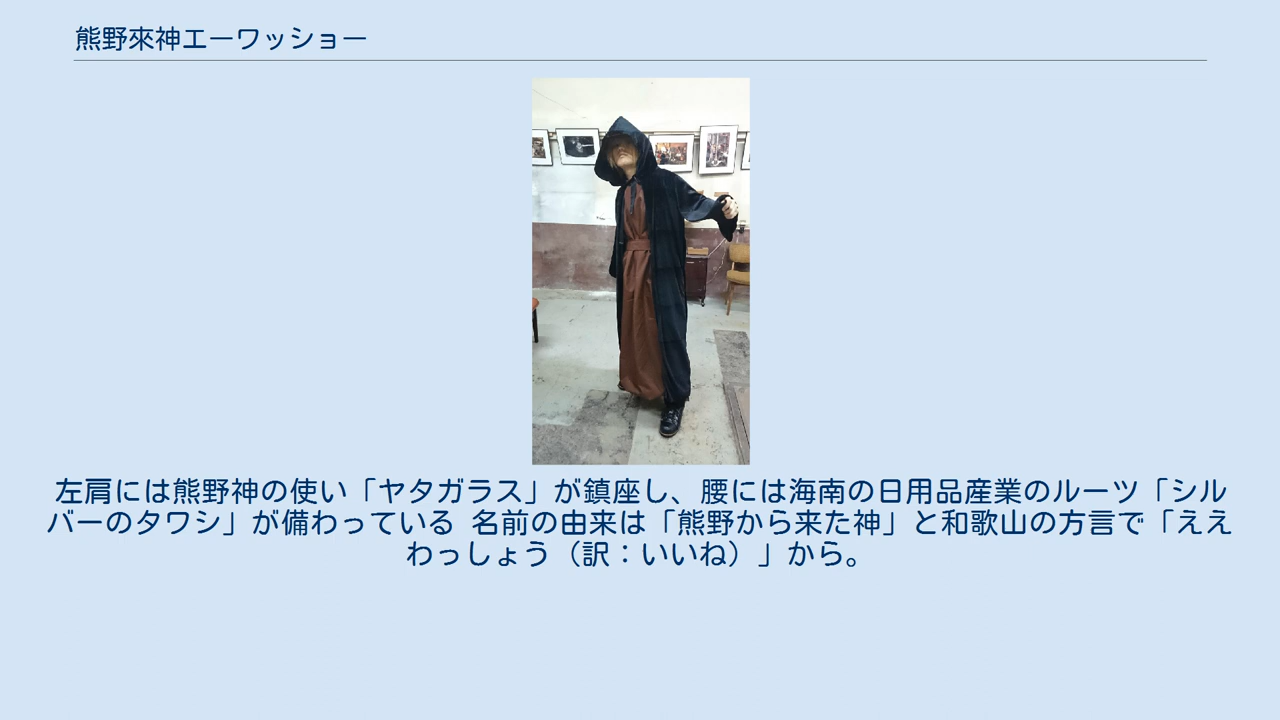 熊野來神エーワッショー
左肩には熊野神の使い「ヤタガラス」が鎮座し、腰には海南の日用品産業のルーツ「シル
バーのタワシ」が備わっている 名前の由来は「熊野から来た神」と和歌山の方言で「ええ
わっしょう（訳：いいね）」から。